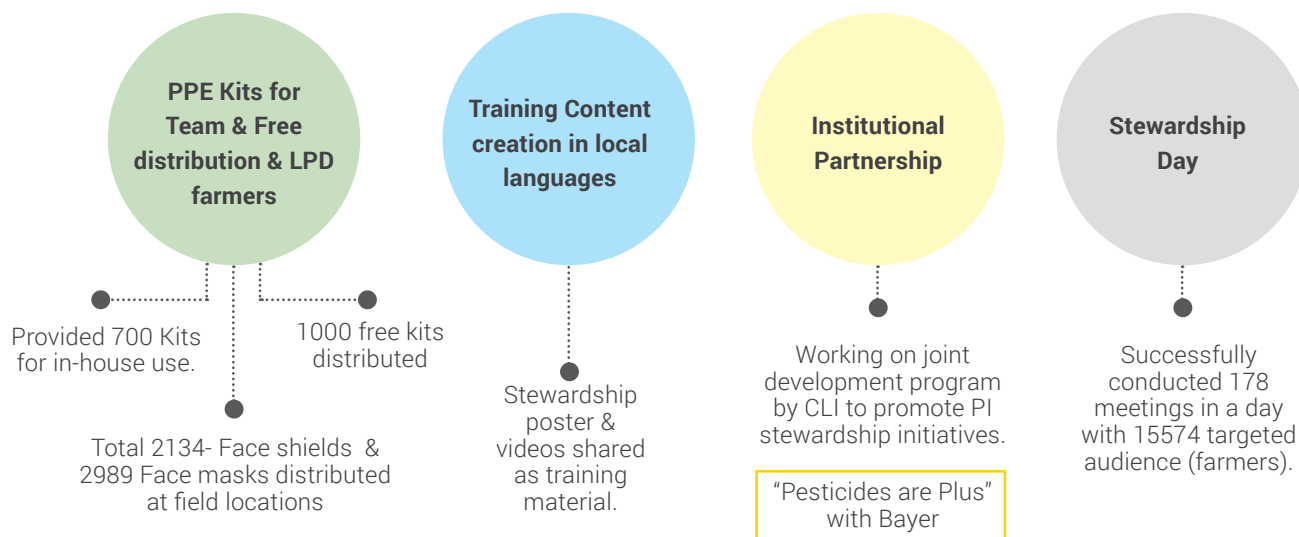 PPE Kits for
Team & Free
distribution & LPD
farmers
Provided 700 Kits
for in-house use.
1000 free kits
distributed
Total 2134- Face shields &
2989 Face masks distributed
at field locations
Training Content
creation in local
languages
Stewardship
poster &
videos shared
as training
material.
Institutional
Partnership
Working on joint
development program
by CLI to promote PI
stewardship initiatives.
“Pesticides are Plus”
with Bayer
Stewardship
Day
Successfully
conducted 178
meetings in a day
with 15574 targeted
audience (farmers).